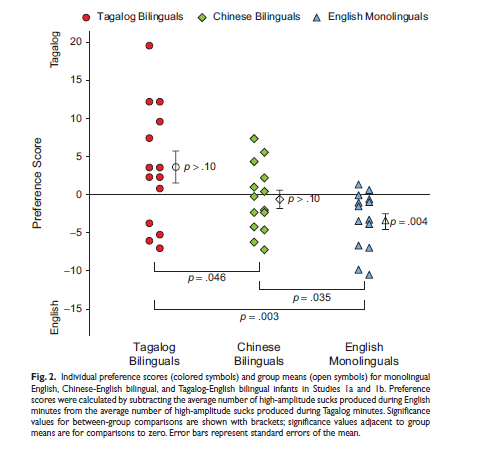 Tagalog Bilinguals Chinese Bilinguals English Monolinguals
Tagalog
20
15
10
5
0
−5
−10
−15
English
Preference Score
p > .10
p > .10
p = .004
p = .046
p = .035
p = .003
Tagalog Bilinguals
Chinese Bilinguals
English Monolinguals
Fig. 2. Individual preference scores (colored symbols) and group means (open symbols) for monolingual
English, Chinese-English bilingual, and Tagalog-English bilingual infants in Studies 1a and 1b. Preference
scores were calculated by subtracting the average number of high-amplitude sucks produced during English
minutes from the average number of high-amplitude sucks produced during Tagalog minutes. Significance
values for between-group comparisons are shown with brackets; significance values adjacent to group
means are for comparisons to zero. Error bars represent standard errors of the mean.